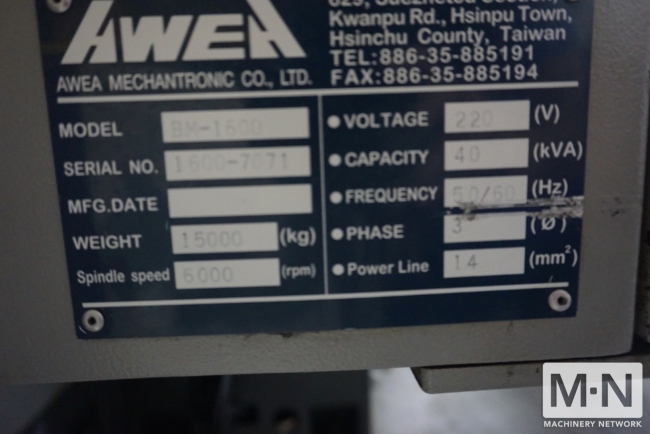 AWEA
AWEA MECHANTRONIC CO., LTD.
Kwanpu Rd., Hsinpu Town,
Hsinchu County, Taiwan
TEL:886-35-885191
FAX:886-35-885194
MODEL BM-1600
SERIAL NO. 1600-7071
MFG.DATE
WEIGHT 15000 (kg)
Spindle speed 6000 (rpm)
VOLTAGE 220 (V)
CAPACITY 40 (kVA)
FREQUENCY 50/60 (Hz)
PHASE 3 (Ø)
Power Line 14 (mm²)
M·N
MACHINERY NETWORK